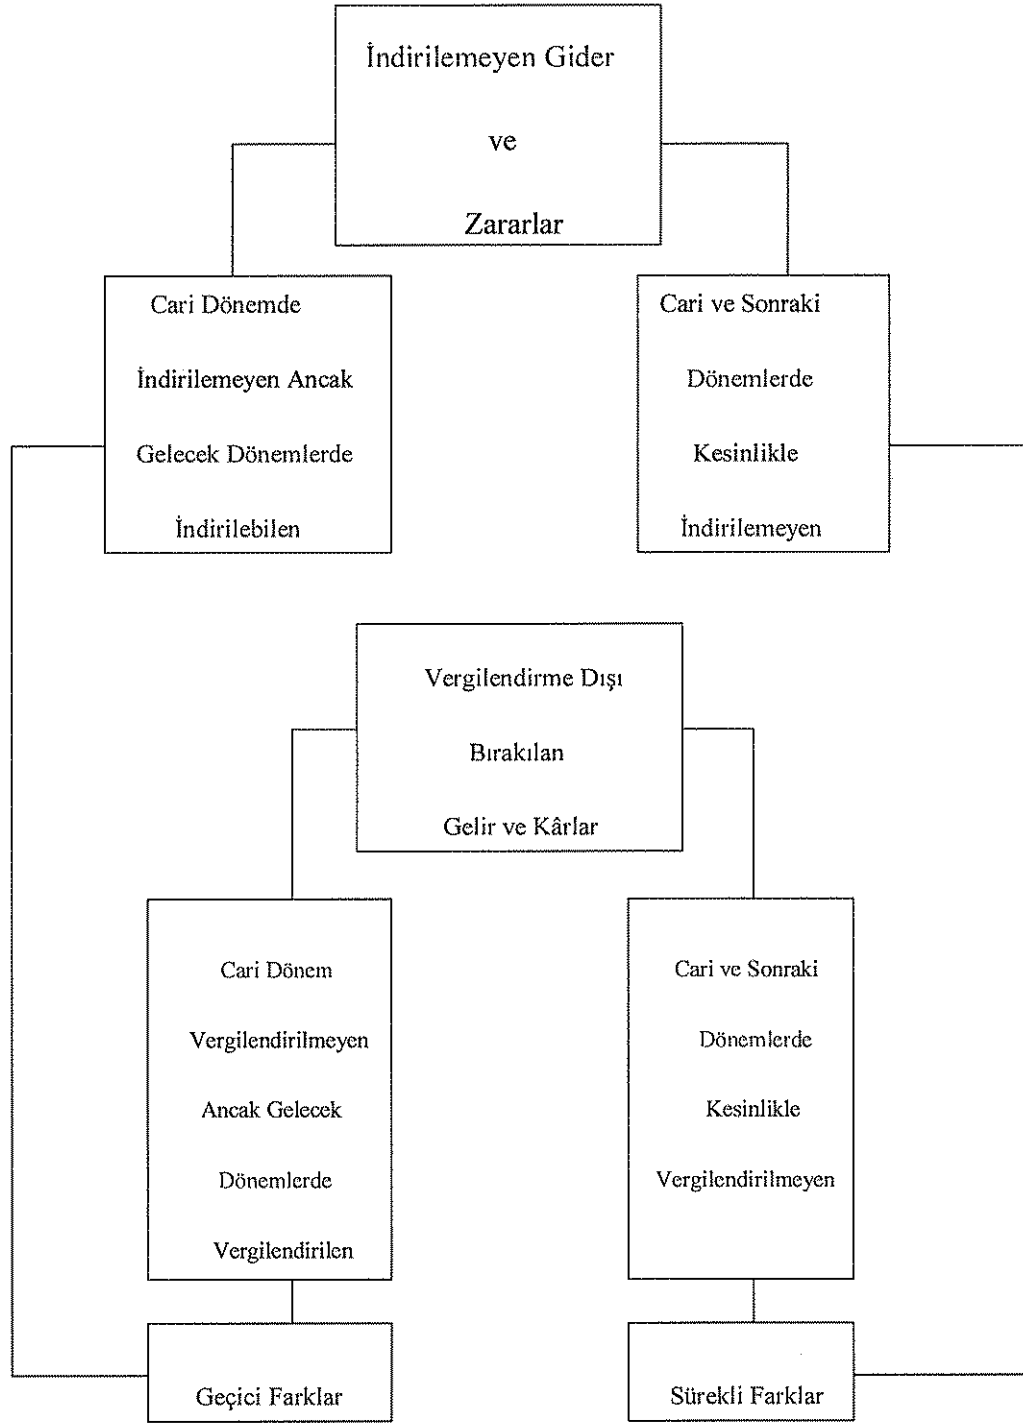 İndirilemeyen Gider
ve
Zararlar
Cari Dönemde
İndirilemeyen Ancak
Gelecek Dönemlerde
İndirilebilen
Cari ve Sonraki
Dönemlerde
Kesinlikle
İndirilemeyen
Vergilendirme Dışı
Bırakılan
Gelir ve Kârlar
Cari Dönem
Vergilendirilmeyen
Ancak Gelecek
Dönemlerde
Vergilendirilen
Cari ve Sonraki
Dönemlerde
Kesinlikle
Vergilendirilmeyen
Geçici Farklar
Sürekli Farklar